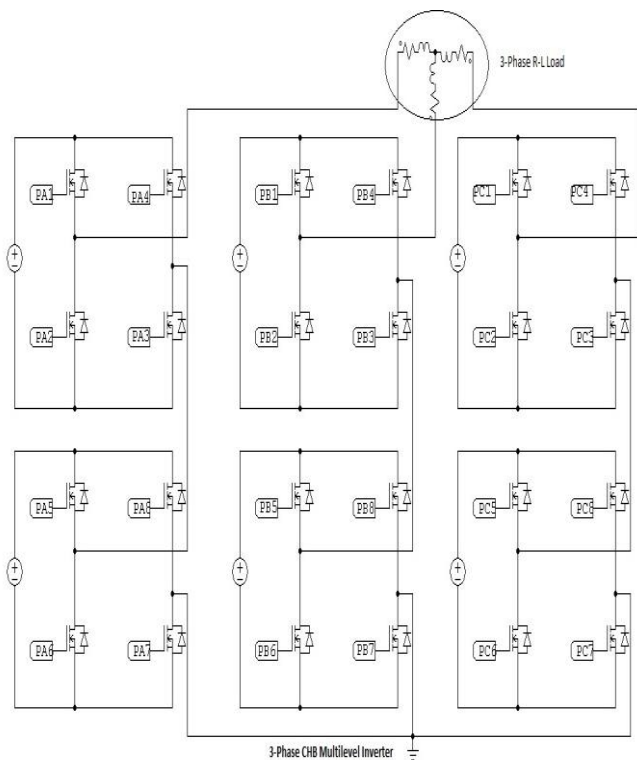 3-Phase R-L Load
PA1
PA4
PB1
PB4
PC1
PC4
PA2
PA3
PB2
PB3
PC2
PC3
PA5
PA8
PB5
PB8
PC5
PC8
PA6
PA7
PB6
PB7
PC6
PC7
3-Phase CHB Multilevel Inverter